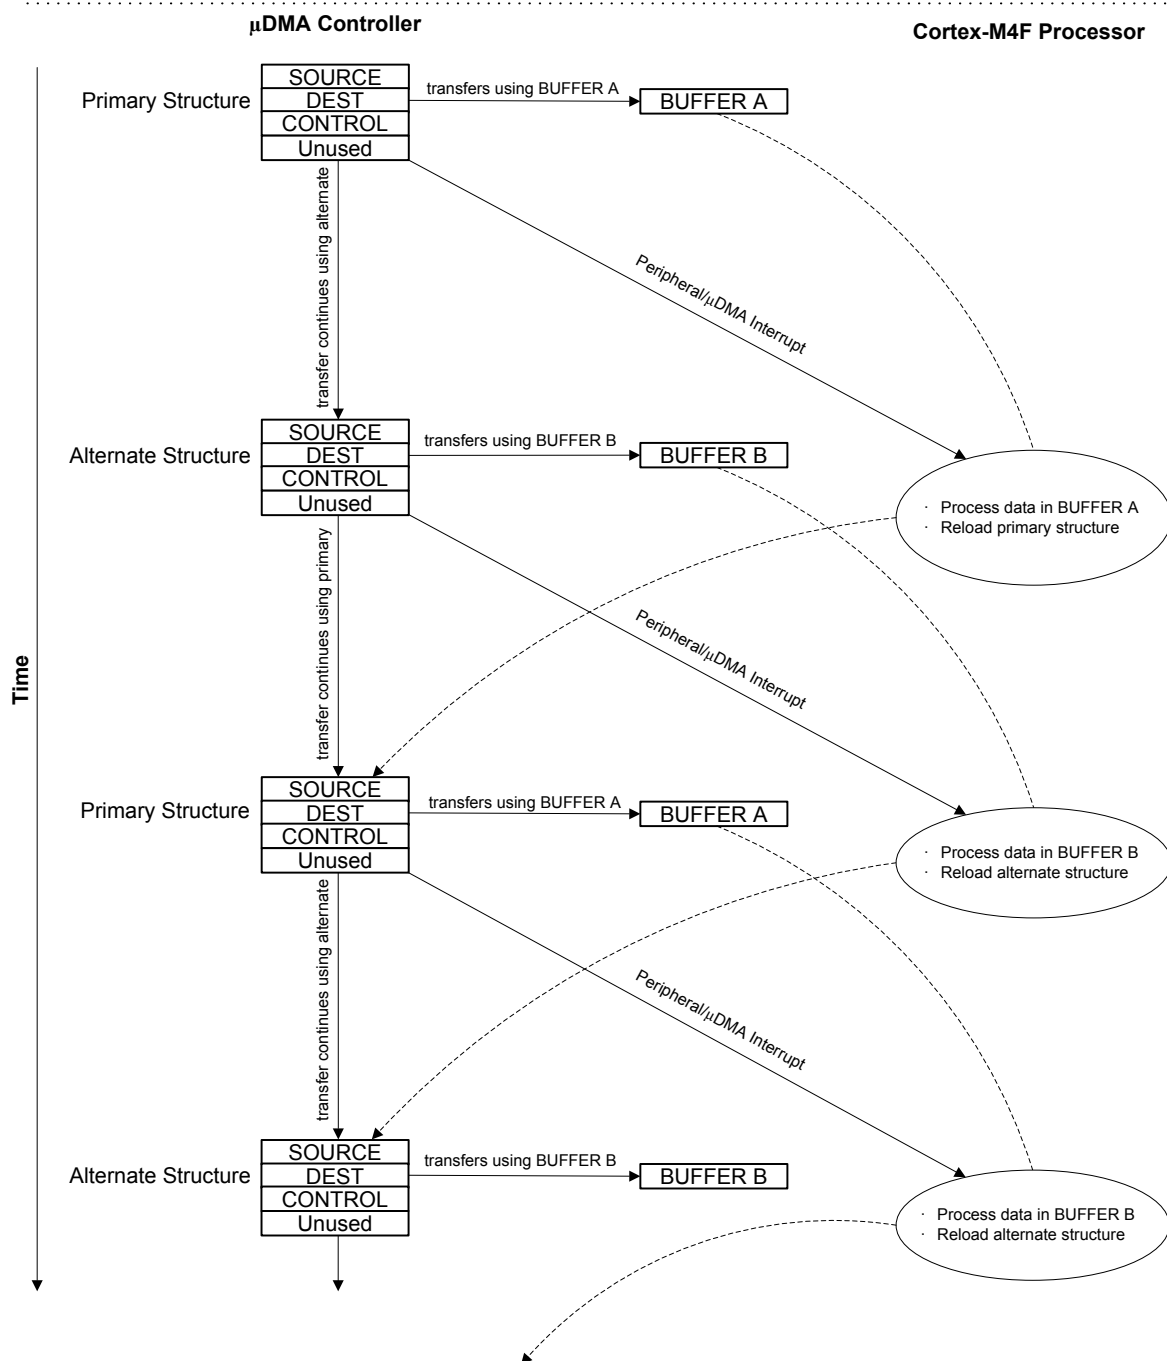 μDMA Controller
Cortex-M4F Processor
Time
Primary Structure
SOURCE
DEST
CONTROL
Unused
transfers using BUFFER A
BUFFER A
transfer continues using alternate
Peripheral/μDMA Interrupt
Alternate Structure
SOURCE
DEST
CONTROL
Unused
transfers using BUFFER B
BUFFER B
· Process data in BUFFER A
· Reload primary structure
transfer continues using primary
Peripheral/μDMA Interrupt
Primary Structure
SOURCE
DEST
CONTROL
Unused
transfers using BUFFER A
BUFFER A
· Process data in BUFFER B
· Reload alternate structure
transfer continues using alternate
Peripheral/μDMA Interrupt
Alternate Structure
SOURCE
DEST
CONTROL
Unused
transfers using BUFFER B
BUFFER B
· Process data in BUFFER B
· Reload alternate structure